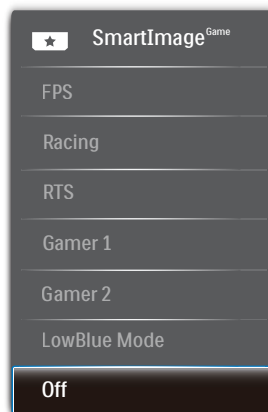 SmartImage Game
FPS
Racing
RTS
Gamer 1
Gamer 2
LowBlue Mode
Off